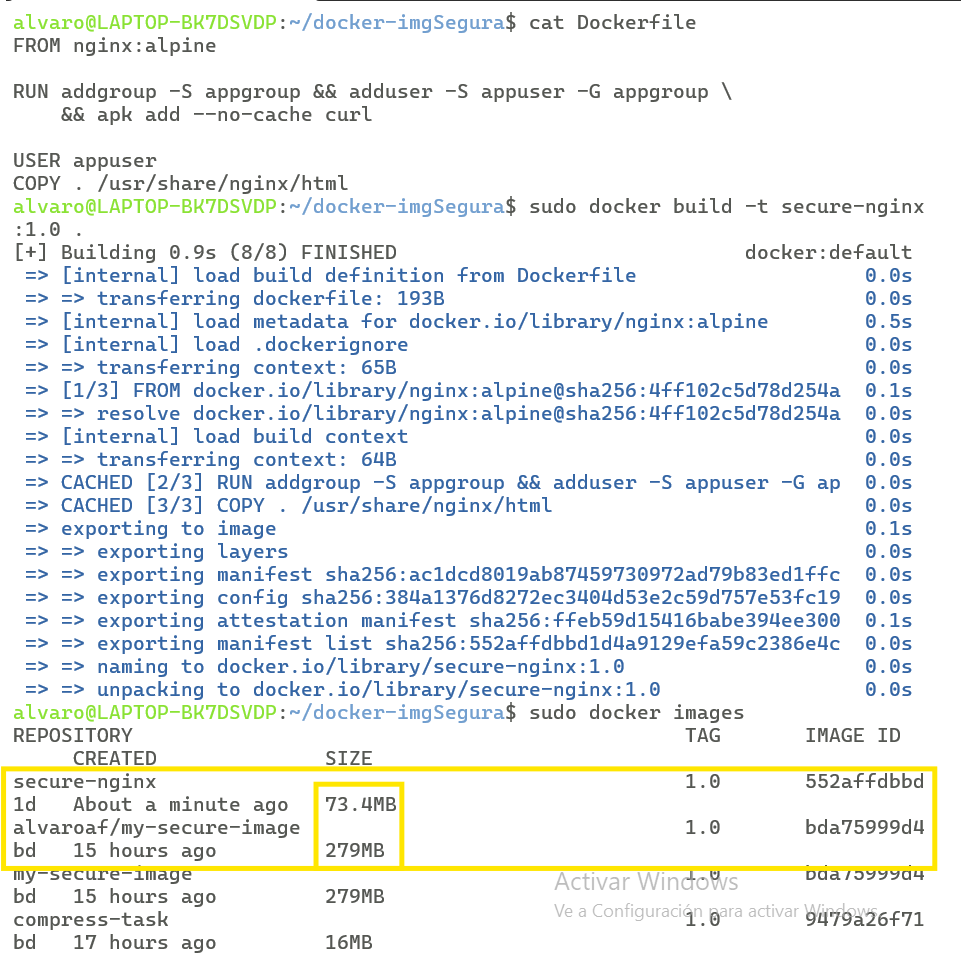 alvaro@LAPTOP-BK7DSVDP:~/docker-imgSegura$ cat Dockerfile
FROM nginx:alpine
RUN addgroup -S appgroup && adduser -S appuser -G appgroup \
    && apk add --no-cache curl
USER appuser
COPY . /usr/share/nginx/html
alvaro@LAPTOP-BK7DSVDP:~/docker-imgSegura$ sudo docker build -t secure-nginx
:1.0 .
[+] Building 0.9s (8/8) FINISHED                             docker:default
 => [internal] load build definition from Dockerfile                   0.0s
 => => transferring dockerfile: 193B                                   0.0s
 => [internal] load metadata for docker.io/library/nginx:alpine        0.5s
 => [internal] load .dockerignore                                      0.0s
 => => transferring context: 65B                                       0.0s
 => [1/3] FROM docker.io/library/nginx:alpine@sha256:4ff102c5d78d254a  0.1s
 => => resolve docker.io/library/nginx:alpine@sha256:4ff102c5d78d254a  0.0s
 => [internal] load build context                                      0.0s
 => => transferring context: 64B                                       0.0s
 => CACHED [2/3] RUN addgroup -S appgroup && adduser -S appuser -G ap  0.0s
 => CACHED [3/3] COPY . /usr/share/nginx/html                          0.0s
 => exporting to image                                                 0.1s
 => => exporting layers                                                0.0s
 => => exporting manifest sha256:ac1dcd8019ab87459730972ad79b83ed1ffc  0.0s
 => => exporting config sha256:384a1376d8272ec3404d53e2c59d757e53fc19  0.0s
 => => exporting attestation manifest sha256:ffeb59d15416babe394ee300  0.1s
 => => exporting manifest list sha256:552affdbbd1d4a9129efa59c2386e4c  0.0s
 => => naming to docker.io/library/secure-nginx:1.0                    0.0s
 => => unpacking to docker.io/library/secure-nginx:1.0                 0.0s
alvaro@LAPTOP-BK7DSVDP:~/docker-imgSegura$ sudo docker images
REPOSITORY                                              TAG       IMAGE ID
     CREATED              SIZE
secure-nginx                                            1.0       552affdbbd
1d   About a minute ago   73.4MB
alvaroaf/my-secure-image                                1.0       bda75999d4
bd   15 hours ago         279MB
my-secure-image                                         1.0       bda75999d4
bd   15 hours ago         279MB
compress-task                                           1.0       9479a26f71
bd   17 hours ago         16MB
Activar Windows
Ve a Configuración para activar Windows.